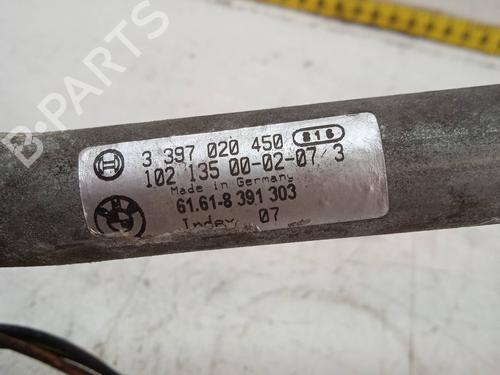 3 397 020 450 816
102 135 00-02-07/3
Made in Germany
61.61-8 391 303
Index 07
B-PARTS